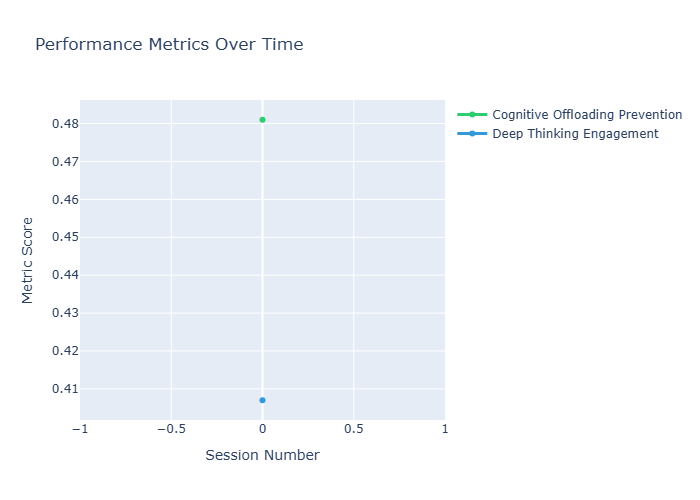 Performance Metrics Over Time
Cognitive Offloading Prevention
Deep Thinking Engagement
Metric Score
0.48
0.47
0.46
0.45
0.44
0.43
0.42
0.41
−1
−0.5
0
0.5
1
Session Number